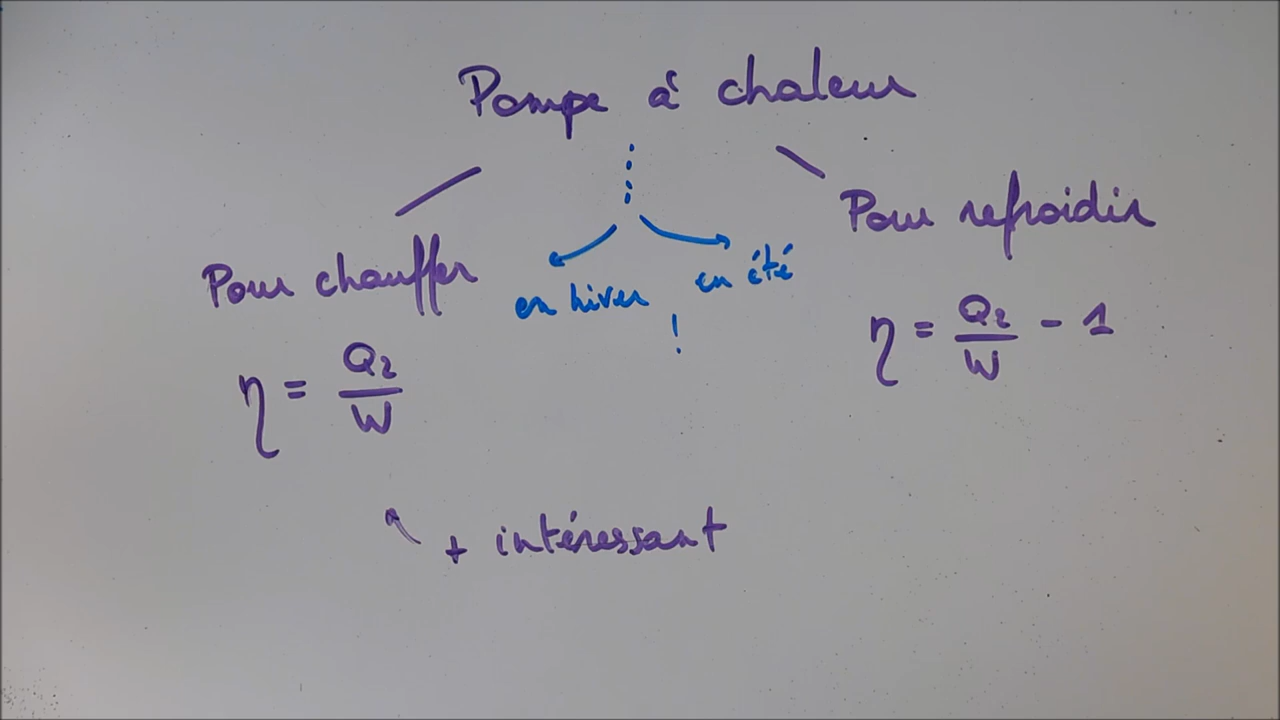 Pompe à chaleur
Pour chauffer
η = Q₂/W
en hiver
en été
!
Pour refroidir
η = Q₂/W - 1
+ intéressant